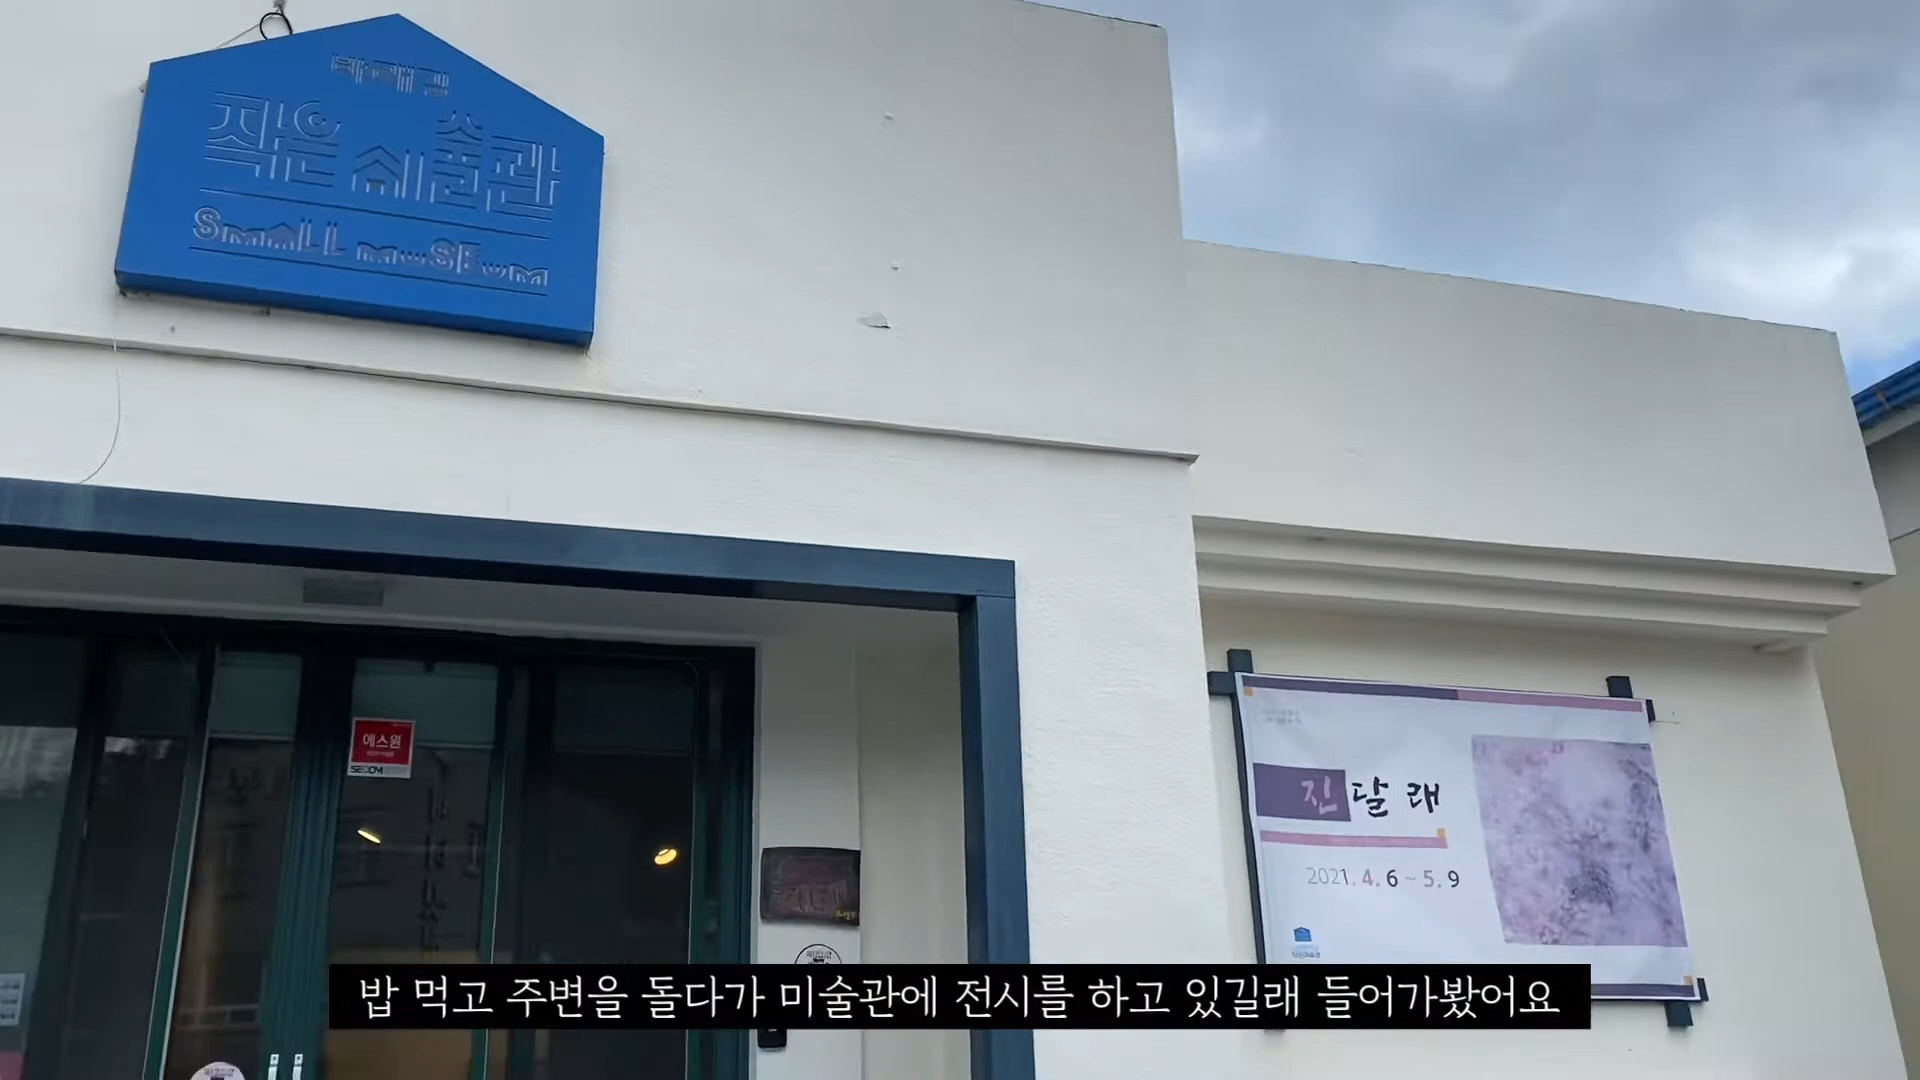 작은미술관
SMALL MUSEUM
에스원
SECOM
진달래
2021. 4. 6 ~ 5. 9
밥 먹고 주변을 돌다가 미술관에 전시를 하고 있길래 들어가봤어요